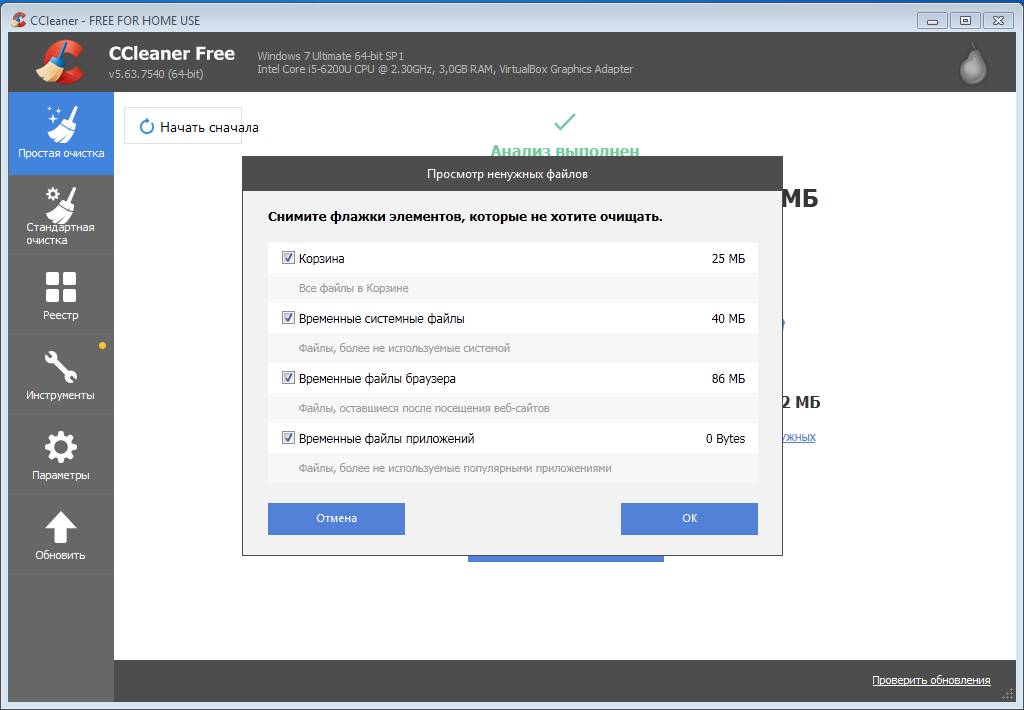 CCleaner - FREE FOR HOME USE
CCleaner Free
v5.63.7540 (64-bit)
Windows 7 Ultimate 64-bit SP1
Intel Core i5-6200U CPU @ 2.30GHz, 3,0GB RAM, VirtualBox Graphics Adapter
Простая очистка
Стандартная
очистка
Реестр
Инструменты
Параметры
Обновить
Начать сначала
Анализ выполнен
МБ
Просмотр ненужных файлов
Снимите флажки элементов, которые не хотите очищать.
Корзина 25 МБ
Все файлы в Корзине
Временные системные файлы 40 МБ
Файлы, более не используемые системой
Временные файлы браузера 86 МБ
Файлы, оставшиеся после посещения веб-сайтов
Временные файлы приложений 0 Bytes
Файлы, более не используемые популярными приложениями
2 МБ
ужных
Отмена
OK
Проверить обновления